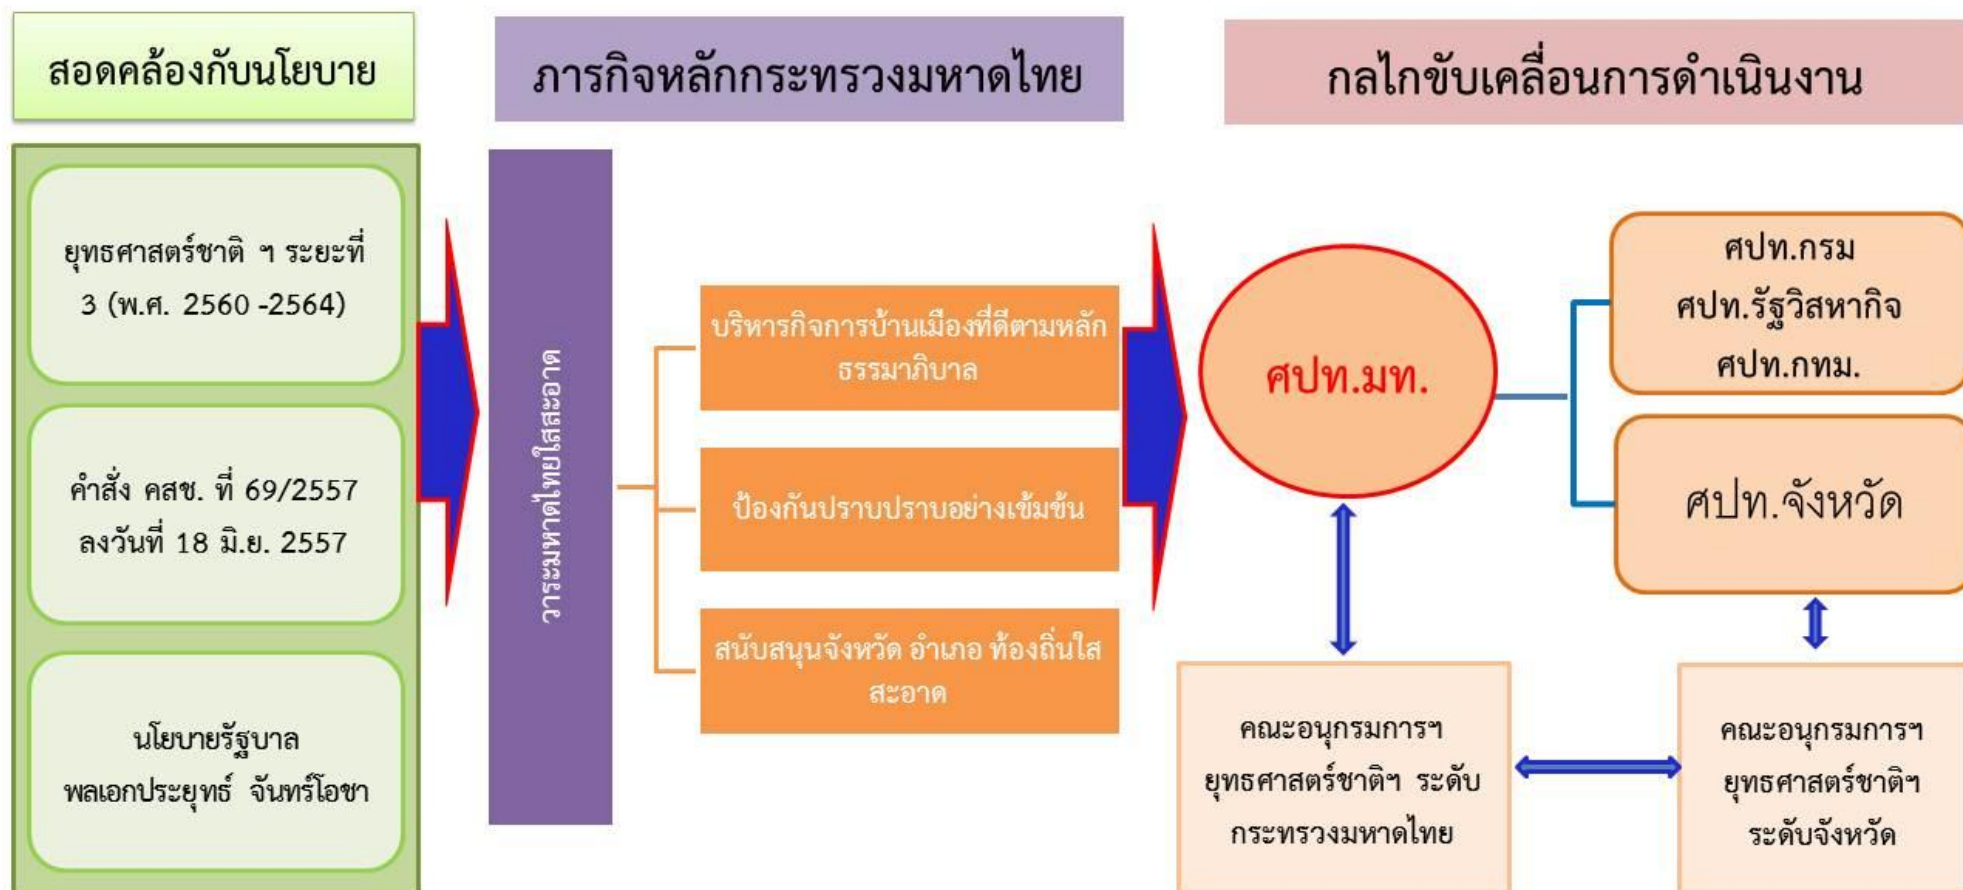 สอดคล้องกับนโยบาย
ยุทธศาสตร์ชาติ ฯ ระยะที่
3 (พ.ศ. 2560 -2564)
คำสั่ง คสช. ที่ 69/2557
ลงวันที่ 18 มิ.ย. 2557
นโยบายรัฐบาล
พลเอกประยุทธ์ จันทร์โอชา
ภารกิจหลักกระทรวงมหาดไทย
วาระมหาดไทยใสสะอาด
บริหารกิจการบ้านเมืองที่ดีตามหลัก
ธรรมาภิบาล
ป้องกันปราบปราบอย่างเข้มข้น
สนับสนุนจังหวัด อำเภอ ท้องถิ่นใส
สะอาด
กลไกขับเคลื่อนการดำเนินงาน
ศปท.มท.
ศปท.กรม
ศปท.รัฐวิสหากิจ
ศปท.กทม.
ศปท.จังหวัด
คณะอนุกรมการฯ
ยุทธศาสตร์ชาติฯ ระดับ
กระทรวงมหาดไทย
คณะอนุกรมการฯ
ยุทธศาสตร์ชาติฯ
ระดับจังหวัด